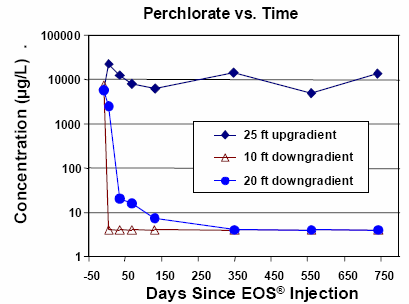 Perchlorate vs. Time
Concentration (µg/L) .
100000
10000
1000
100
10
1
25 ft upgradient
10 ft downgradient
20 ft downgradient
-50 50 150 250 350 450 550 650 750
Days Since EOS® Injection